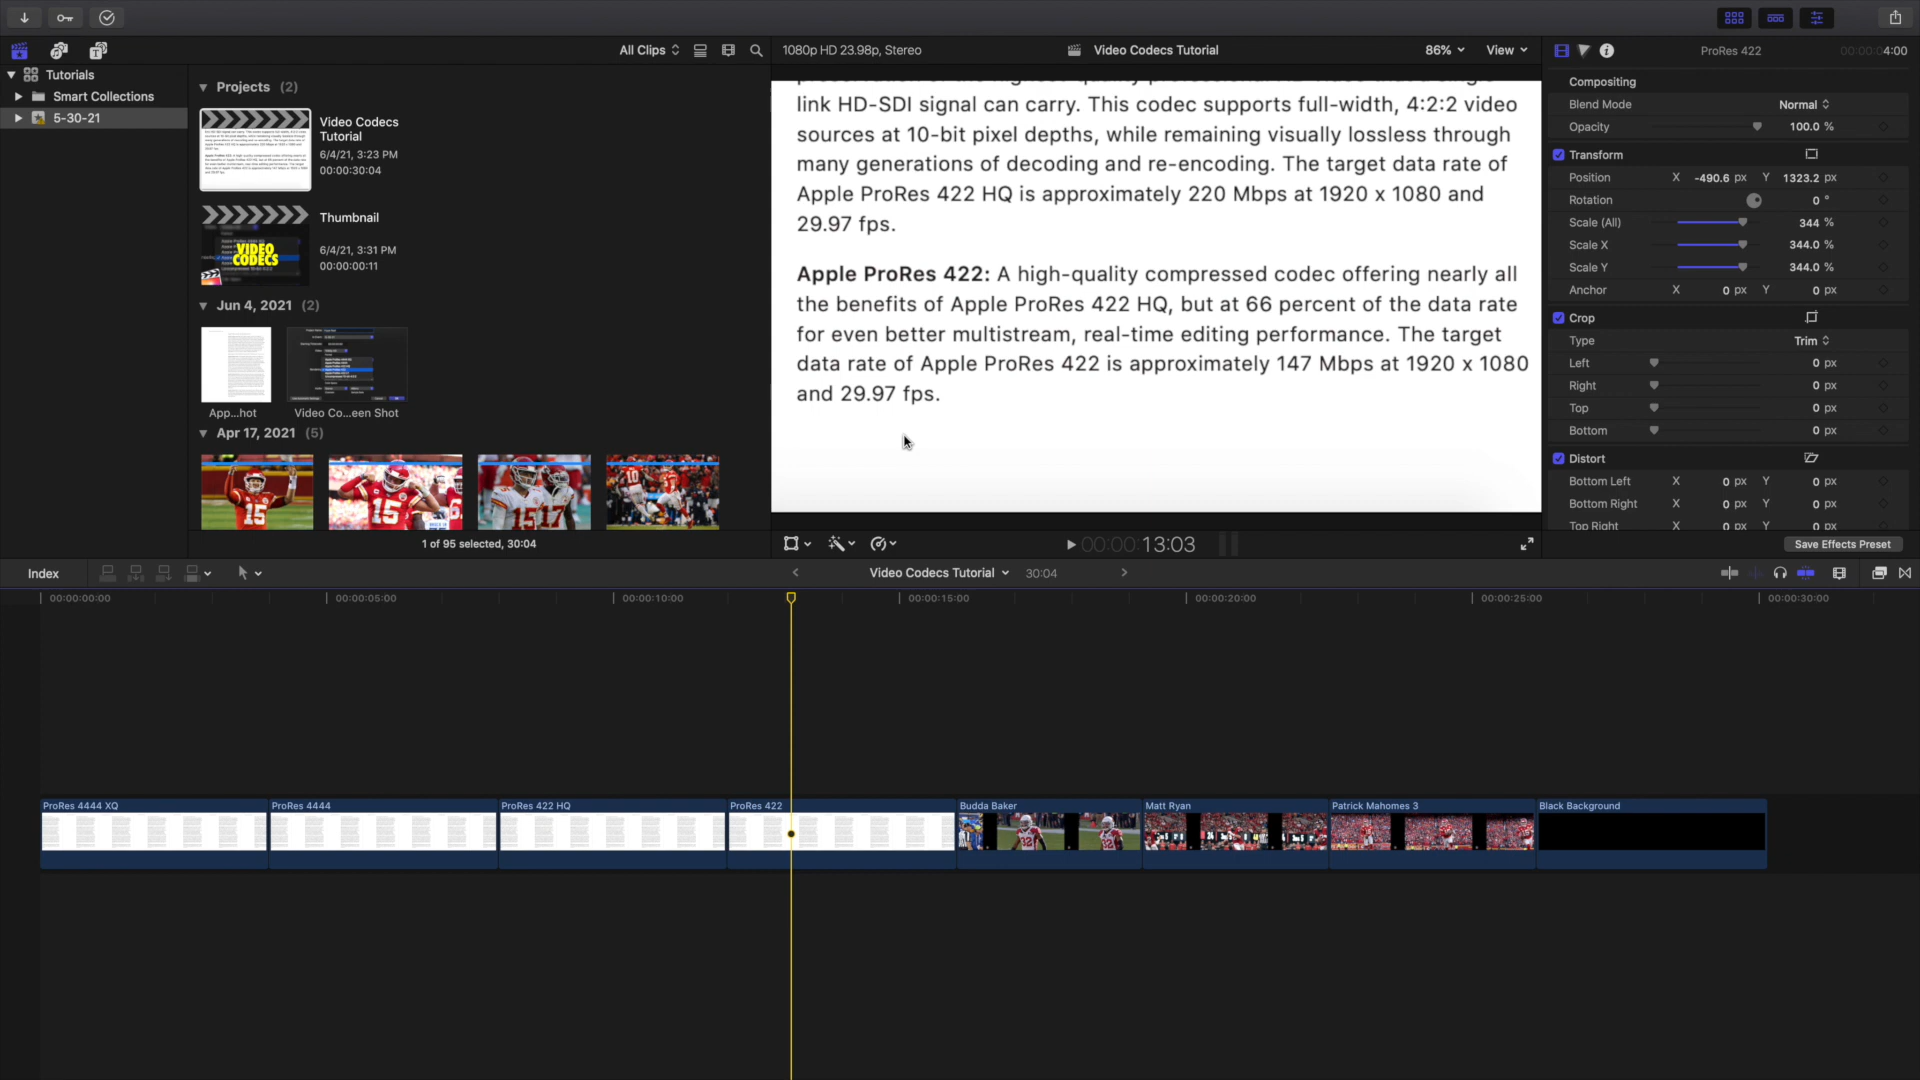 All Clips
1080p HD 23.98p, Stereo
Video Codecs Tutorial
86%
View
ProRes 422
00:00:04:00
Tutorials
Smart Collections
5-30-21
Projects (2)
Video Codecs
Tutorial
6/4/21, 3:23 PM
00:00:30:04
Thumbnail
6/4/21, 3:31 PM
00:00:00:11
VIDEO
CODECS
Jun 4, 2021 (2)
App...hot
Video Co...een Shot
Apr 17, 2021 (5)
1 of 95 selected, 30:04
link HD-SDI signal can carry. This codec supports full-width, 4:2:2 video
sources at 10-bit pixel depths, while remaining visually lossless through
many generations of decoding and re-encoding. The target data rate of
Apple ProRes 422 HQ is approximately 220 Mbps at 1920 x 1080 and
29.97 fps.
Apple ProRes 422: A high-quality compressed codec offering nearly all
the benefits of Apple ProRes 422 HQ, but at 66 percent of the data rate
for even better multistream, real-time editing performance. The target
data rate of Apple ProRes 422 is approximately 147 Mbps at 1920 x 1080
and 29.97 fps.
00:00:13:03
Compositing
Blend Mode Normal
Opacity 100.0 %
Transform
Position X -490.6 px Y 1323.2 px
Rotation 0 °
Scale (All) 344 %
Scale X 344.0 %
Scale Y 344.0 %
Anchor X 0 px Y 0 px
Crop
Type Trim
Left 0 px
Right 0 px
Top 0 px
Bottom 0 px
Distort
Bottom Left X 0 px Y 0 px
Bottom Right X 0 px Y 0 px
Top Right X 0 px Y 0 px
Save Effects Preset
Index
Video Codecs Tutorial
30:04
00:00:00:00 00:00:05:00 00:00:10:00 00:00:15:00 00:00:20:00 00:00:25:00 00:00:30:00
ProRes 4444 XQ ProRes 4444 ProRes 422 HQ ProRes 422 Budda Baker Matt Ryan Patrick Mahomes 3 Black Background